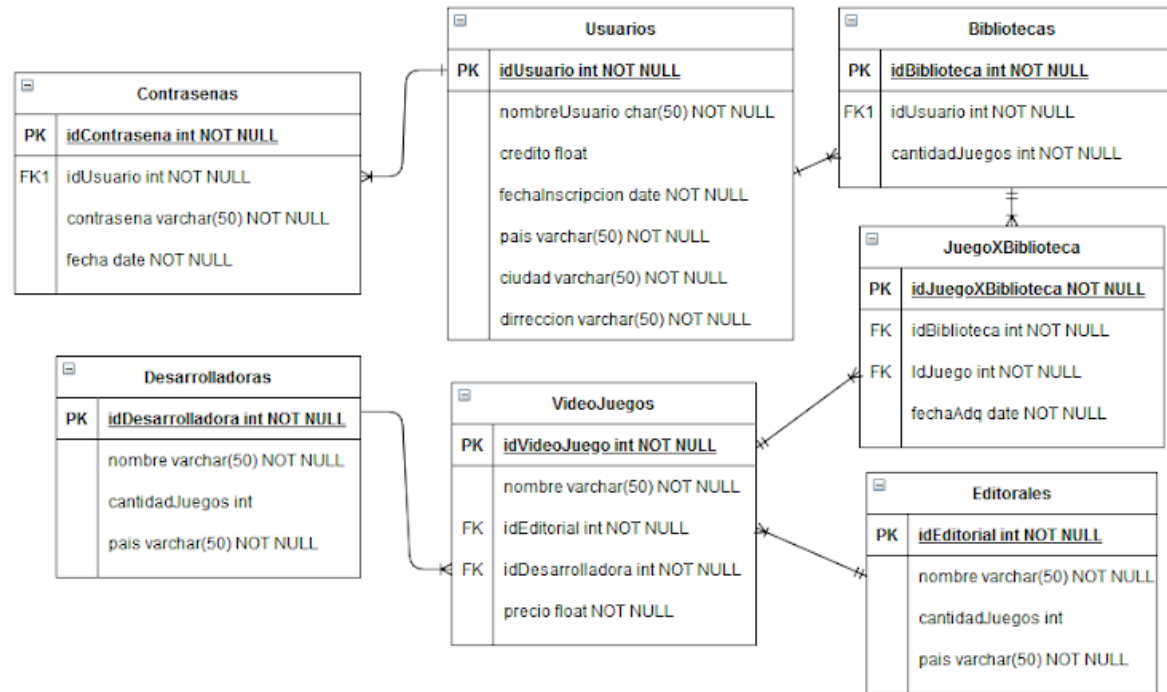 Contrasenas
PK idContrasena int NOT NULL
FK1 idUsuario int NOT NULL
contrasena varchar(50) NOT NULL
fecha date NOT NULL
Usuarios
PK idUsuario int NOT NULL
nombreUsuario char(50) NOT NULL
credito float
fechaInscripcion date NOT NULL
pais varchar(50) NOT NULL
ciudad varchar(50) NOT NULL
dirreccion varchar(50) NOT NULL
Bibliotecas
PK idBiblioteca int NOT NULL
FK1 idUsuario int NOT NULL
cantidadJuegos int NOT NULL
JuegoXBiblioteca
PK idJuegoXBiblioteca NOT NULL
FK idBiblioteca int NOT NULL
FK IdJuego int NOT NULL
fechaAdq date NOT NULL
Desarrolladoras
PK idDesarrolladora int NOT NULL
nombre varchar(50) NOT NULL
cantidadJuegos int
pais varchar(50) NOT NULL
VideoJuegos
PK idVideoJuego int NOT NULL
nombre varchar(50) NOT NULL
FK idEditorial int NOT NULL
FK idDesarrolladora int NOT NULL
precio float NOT NULL
Editorales
PK idEditorial int NOT NULL
nombre varchar(50) NOT NULL
cantidadJuegos int
pais varchar(50) NOT NULL